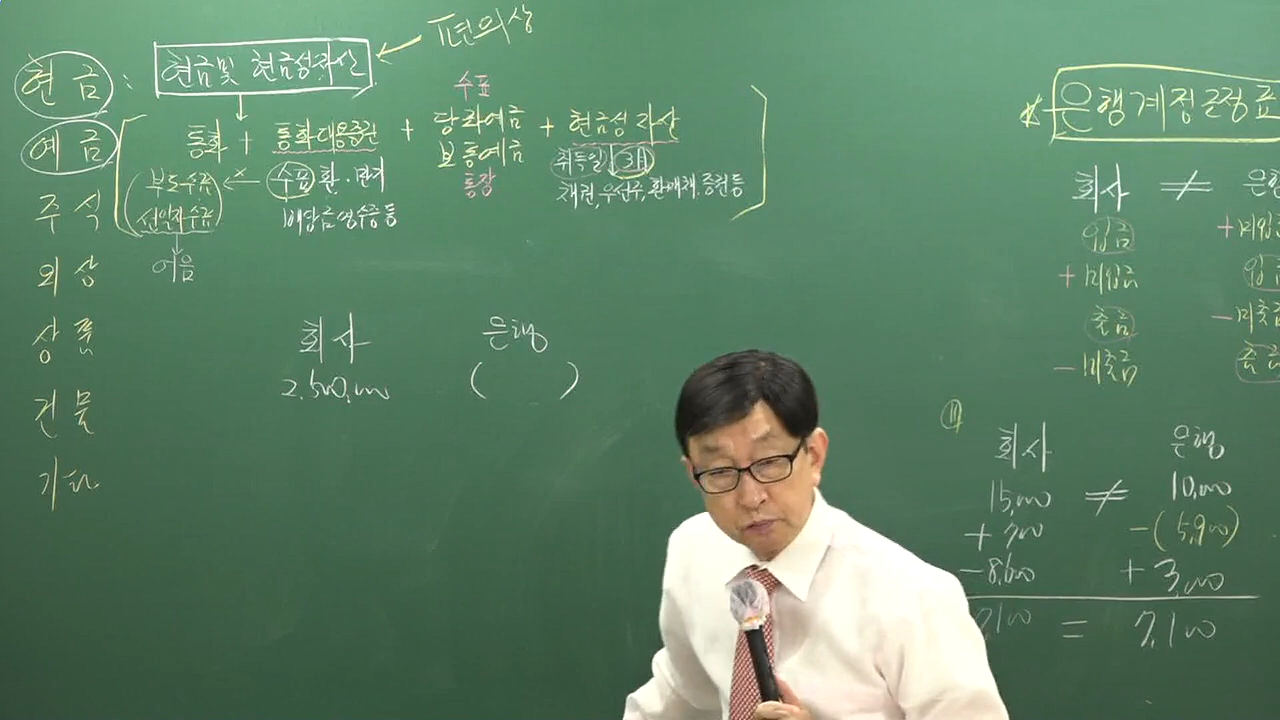 편의상
현금 : 현금및 현금성자산
예금
주식
외상
상품
건물
기타
수표
통화 + 통화대용증권 + 당좌예금 + 현금성 자산
보통예금
통장
부도수표 ← × 수표 환·만기
선일자수표
어음
배당금영수증 등
취득일 3月
채권, 우선주, 환매채, 증권 등
회사 은행
2,500,000 ( )
은행계정조정표
회사 ≠ 은행
입금 + 미입금
+ 미입금 입금
출금 - 미출금
- 미출금 출금
회사 은행
15,000 ≠ 10,000
+ 700 -(5,900)
- 8,600 + 3,000
7,100 = 7,100